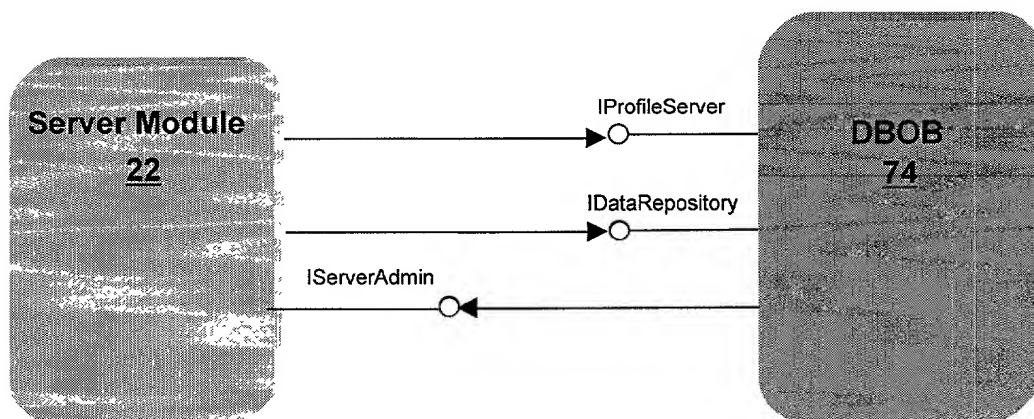 Server Module
22
IProfileServer
DBOB
74
IDataRepository
IServerAdmin